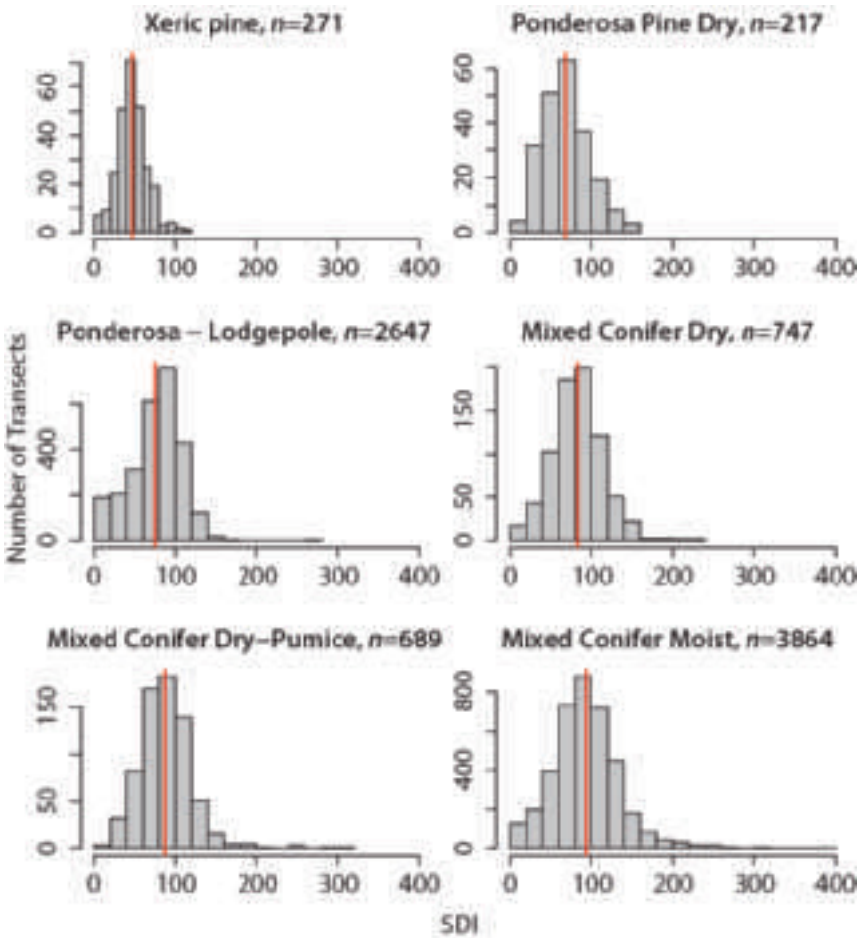 Xeric pine, n=271
60
40
20
0
0 100 200 300 400
Ponderosa Pine Dry, n=217
60
40
20
0
0 100 200 300 400
Number of Transects
Ponderosa – Lodgepole, n=2647
400
0
0 100 200 300 400
Mixed Conifer Dry, n=747
150
50
0
0 100 200 300 400
Mixed Conifer Dry–Pumice, n=689
150
50
0
0 100 200 300 400
Mixed Conifer Moist, n=3864
800
400
0
0 100 200 300 400
SDI